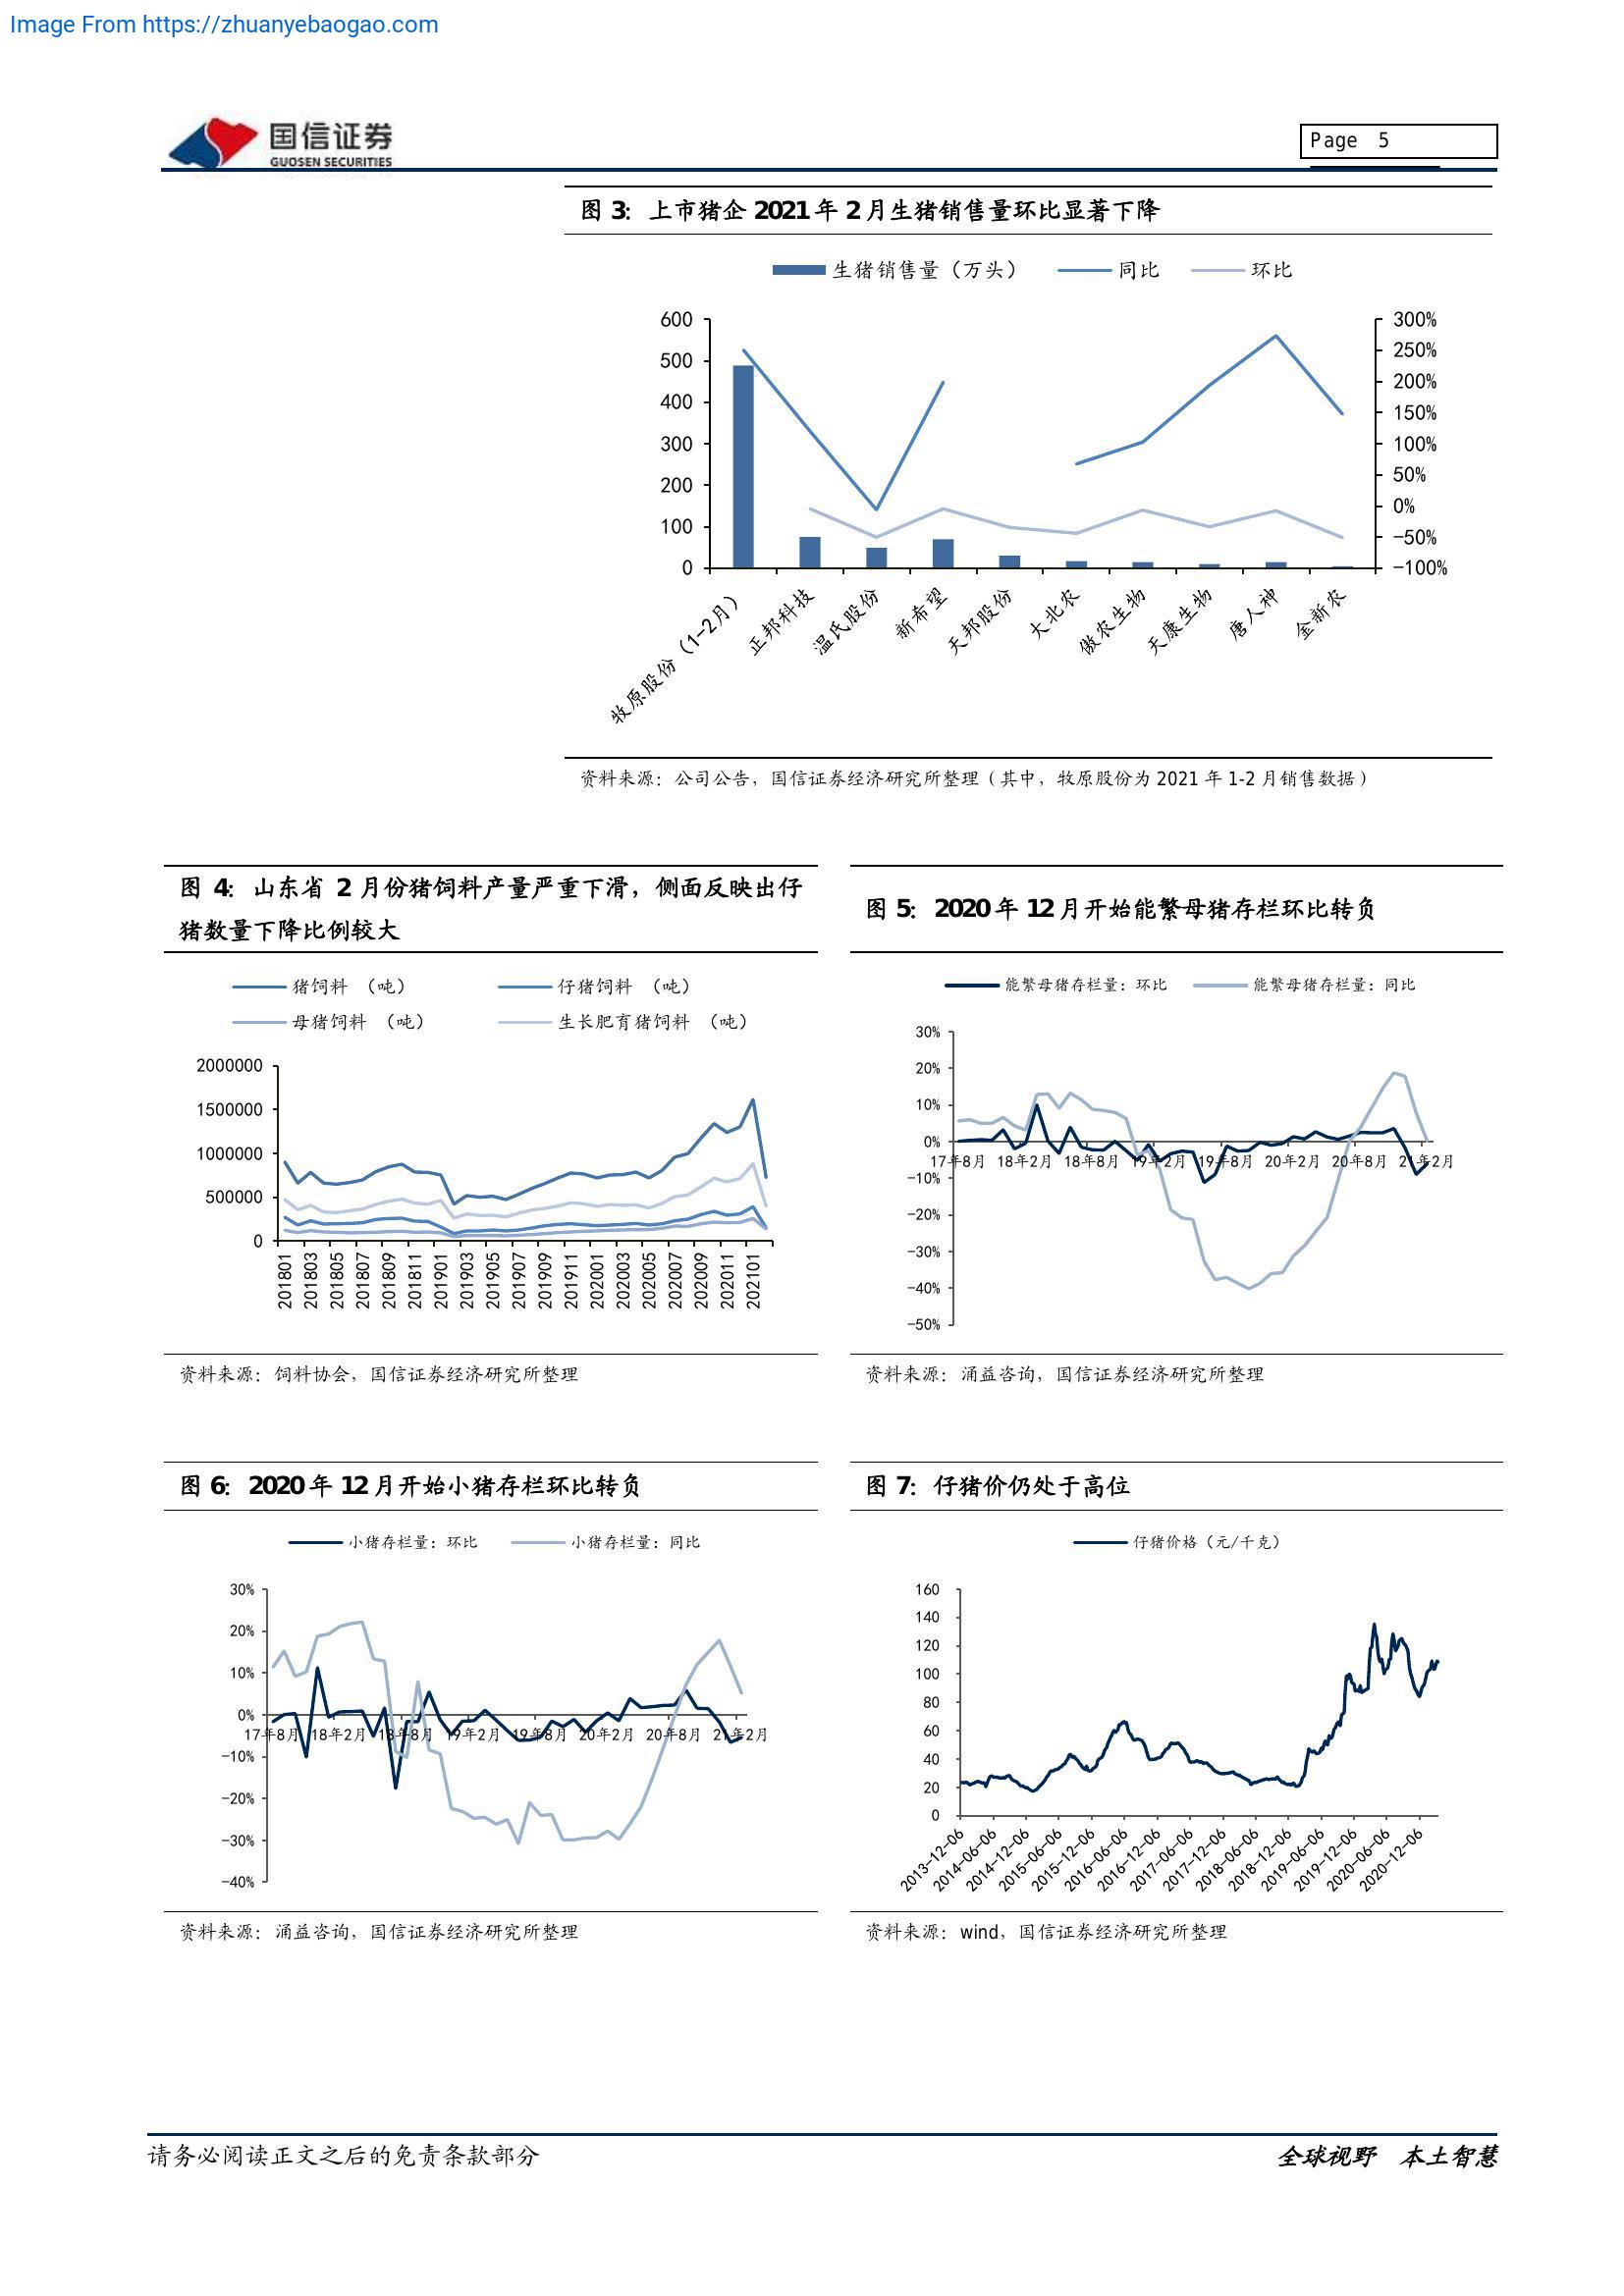 Image From https://zhuanyebaogao.com
国信证券
GUOSEN SECURITIES
Page 5
图 3：上市猪企 2021 年 2 月生猪销售量环比显著下降
生猪销售量（万头） 同比 环比
600 300%
500 250%
400 200%
300 150%
200 100%
100 50%
0 0%
-50%
-100%
牧原股份（1-2月） 正邦科技 温氏股份 新希望 天邦股份 大北农 傲农生物 天康生物 唐人神 金新农
资料来源：公司公告，国信证券经济研究所整理（其中，牧原股份为 2021 年 1-2 月销售数据）
图 4：山东省 2 月份猪饲料产量严重下滑，侧面反映出仔
猪数量下降比例较大
猪饲料 （吨） 仔猪饲料 （吨）
母猪饲料 （吨） 生长肥育猪饲料 （吨）
2000000
1500000
1000000
500000
0
201801 201803 201805 201807 201809 201811 201901 201903 201905 201907 201909 201911 202001 202003 202005 202007 202009 202011 202101
资料来源：饲料协会，国信证券经济研究所整理
图 5：2020 年 12 月开始能繁母猪存栏环比转负
能繁母猪存栏量：环比 能繁母猪存栏量：同比
30%
20%
10%
0%
17年8月 18年2月 18年8月 19年2月 19年8月 20年2月 20年8月 21年2月
-10%
-20%
-30%
-40%
-50%
资料来源：涌益咨询，国信证券经济研究所整理
图 6：2020 年 12 月开始小猪存栏环比转负
小猪存栏量：环比 小猪存栏量：同比
30%
20%
10%
0%
17年8月 18年2月 18年8月 19年2月 19年8月 20年2月 20年8月 21年2月
-10%
-20%
-30%
-40%
资料来源：涌益咨询，国信证券经济研究所整理
图 7：仔猪价仍处于高位
仔猪价格（元/千克）
160
140
120
100
80
60
40
20
0
2013-12-06 2014-06-06 2014-12-06 2015-06-06 2015-12-06 2016-06-06 2016-12-06 2017-06-06 2017-12-06 2018-06-06 2018-12-06 2019-06-06 2019-12-06 2020-06-06 2020-12-06
资料来源：wind，国信证券经济研究所整理
请务必阅读正文之后的免责条款部分
全球视野 本土智慧